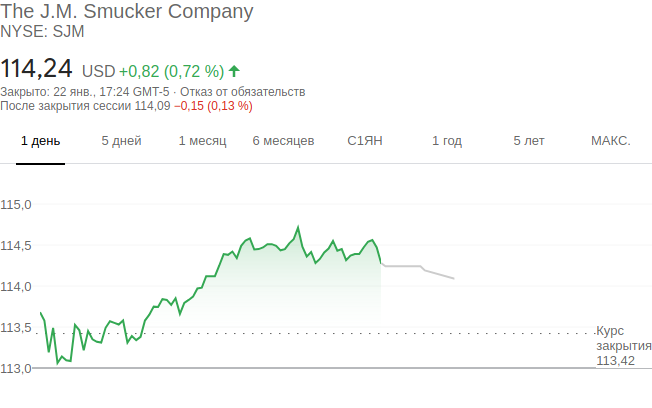 The J.M. Smucker Company
NYSE: SJM
114,24 USD +0,82 (0,72 %)
Закрыто: 22 янв., 17:24 GMT-5 · Отказ от обязательств
После закрытия сессии 114,09 −0,15 (0,13 %)
1 день 5 дней 1 месяц 6 месяцев С1ЯН 1 год 5 лет МАКС.
115,0
114,5
114,0
113,5
Курс
закрытия
113,42
113,0